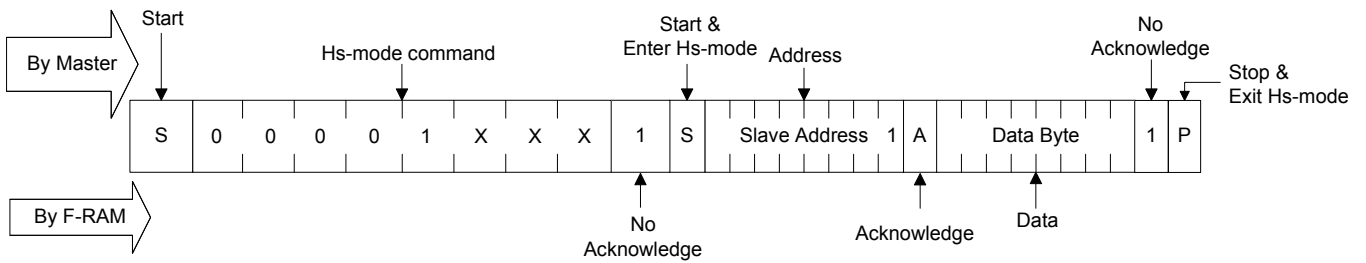 Start
Start &
Enter Hs-mode
No
Acknowledge
By Master
Hs-mode command
Address
Stop &
Exit Hs-mode
S 0 0 0 0 1 X X X 1 S Slave Address 1 A Data Byte 1 P
By F-RAM
No
Acknowledge
Acknowledge
Data